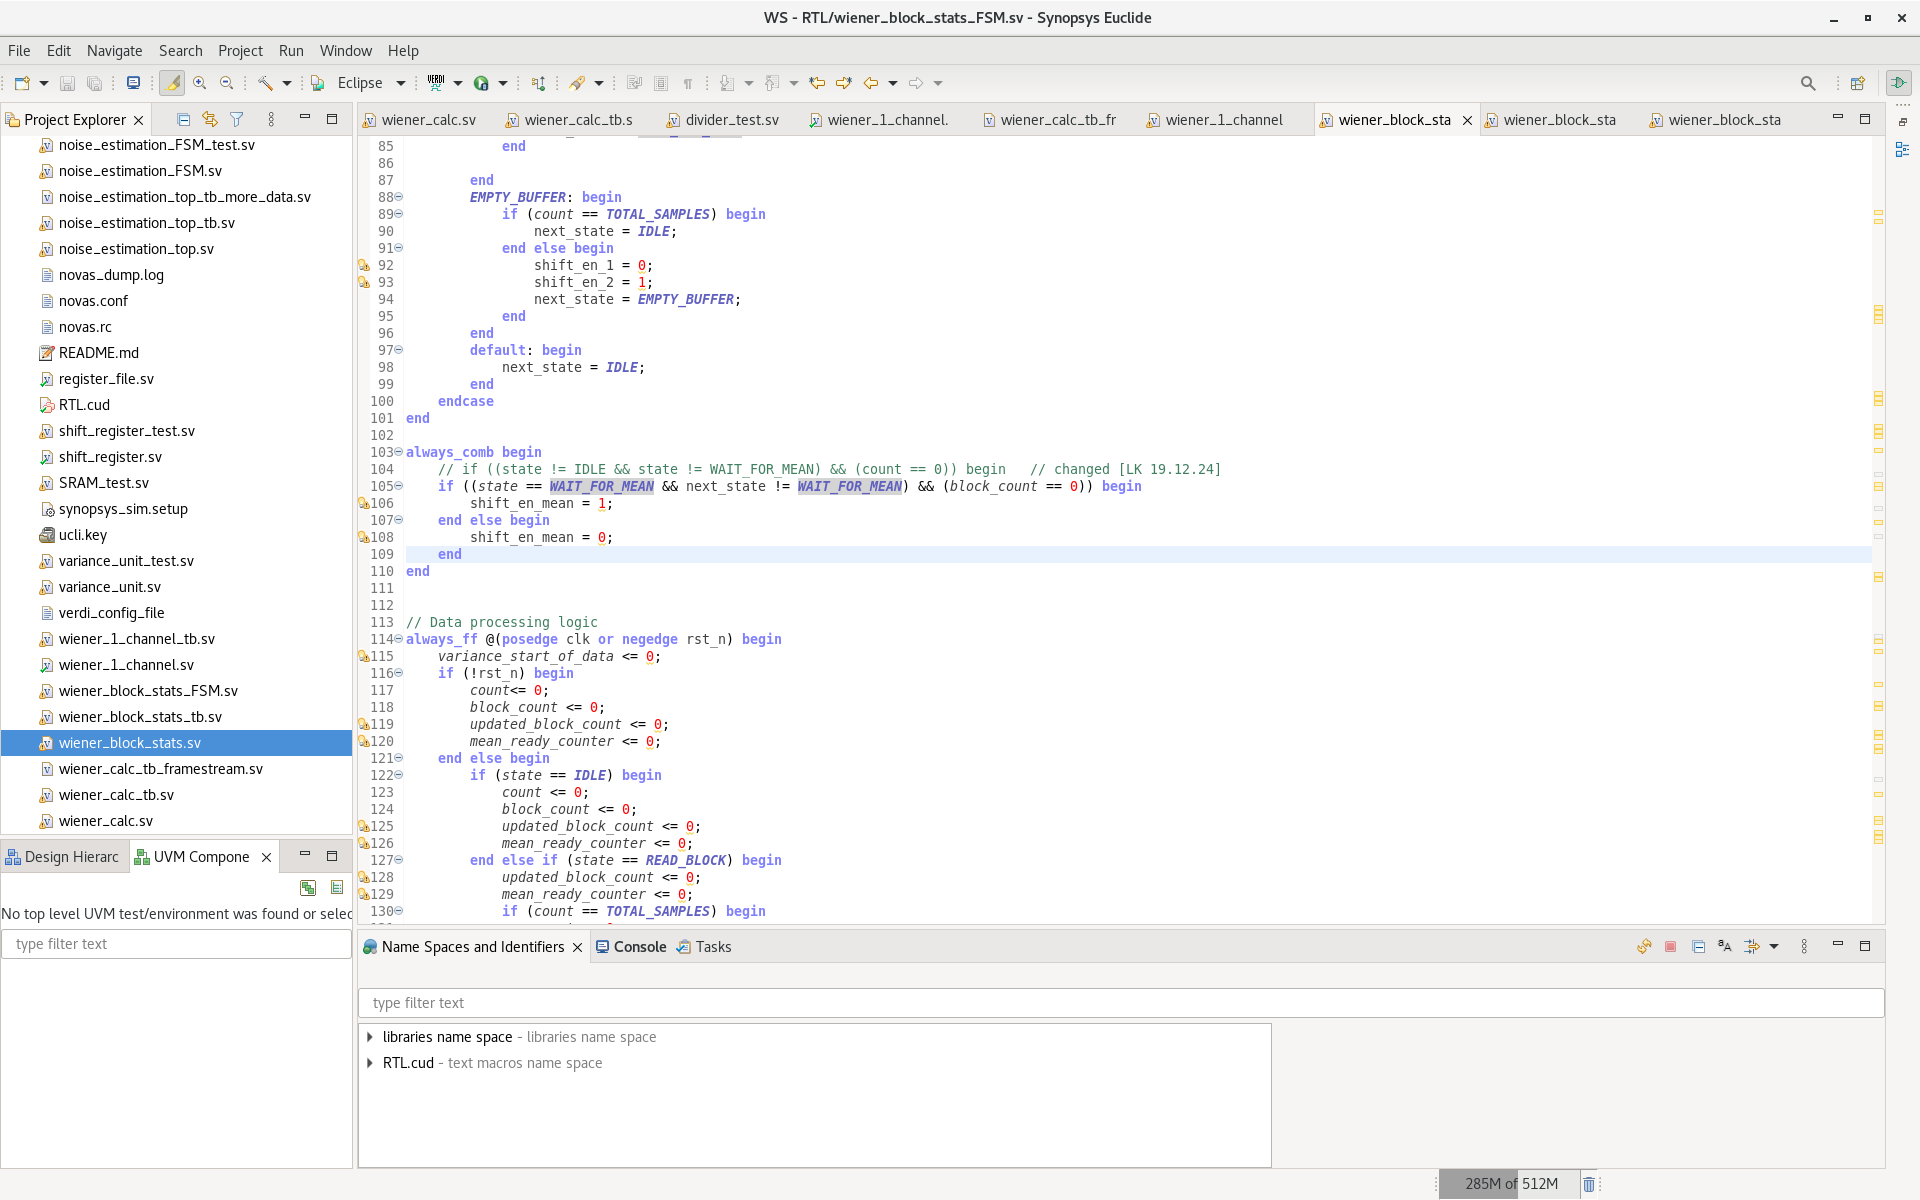 WS - RTL/wiener_block_stats_FSM.sv - Synopsys Euclide
File Edit Navigate Search Project Run Window Help
Eclipse
Project Explorer
wiener_calc.sv wiener_calc_tb.s divider_test.sv wiener_1_channel. wiener_calc_tb_fr wiener_1_channel wiener_block_sta wiener_block_sta wiener_block_sta
noise_estimation_FSM_test.sv
noise_estimation_FSM.sv
noise_estimation_top_tb_more_data.sv
noise_estimation_top_tb.sv
noise_estimation_top.sv
novas_dump.log
novas.conf
novas.rc
README.md
register_file.sv
RTL.cud
shift_register_test.sv
shift_register.sv
SRAM_test.sv
synopsys_sim.setup
ucli.key
variance_unit_test.sv
variance_unit.sv
verdi_config_file
wiener_1_channel_tb.sv
wiener_1_channel.sv
wiener_block_stats_FSM.sv
wiener_block_stats_tb.sv
wiener_block_stats.sv
wiener_calc_tb_framestream.sv
wiener_calc_tb.sv
wiener_calc.sv
85 end
86
87 end
88 EMPTY_BUFFER: begin
89 if (count == TOTAL_SAMPLES) begin
90 next_state = IDLE;
91 end else begin
92 shift_en_1 = 0;
93 shift_en_2 = 1;
94 next_state = EMPTY_BUFFER;
95 end
96 end
97 default: begin
98 next_state = IDLE;
99 end
100 endcase
101 end
102
103 always_comb begin
104 // if ((state != IDLE && state != WAIT_FOR_MEAN) && (count == 0)) begin // changed [LK 19.12.24]
105 if ((state == WAIT_FOR_MEAN && next_state != WAIT_FOR_MEAN) && (block_count == 0)) begin
106 shift_en_mean = 1;
107 end else begin
108 shift_en_mean = 0;
109 end
110 end
111
112
113 // Data processing logic
114 always_ff @(posedge clk or negedge rst_n) begin
115 variance_start_of_data <= 0;
116 if (!rst_n) begin
117 count<= 0;
118 block_count <= 0;
119 updated_block_count <= 0;
120 mean_ready_counter <= 0;
121 end else begin
122 if (state == IDLE) begin
123 count <= 0;
124 block_count <= 0;
125 updated_block_count <= 0;
126 mean_ready_counter <= 0;
127 end else if (state == READ_BLOCK) begin
128 updated_block_count <= 0;
129 mean_ready_counter <= 0;
130 if (count == TOTAL_SAMPLES) begin
Design Hierarc UVM Compone
No top level UVM test/environment was found or selec
type filter text
Name Spaces and Identifiers Console Tasks
type filter text
libraries name space - libraries name space
RTL.cud - text macros name space
285M of 512M